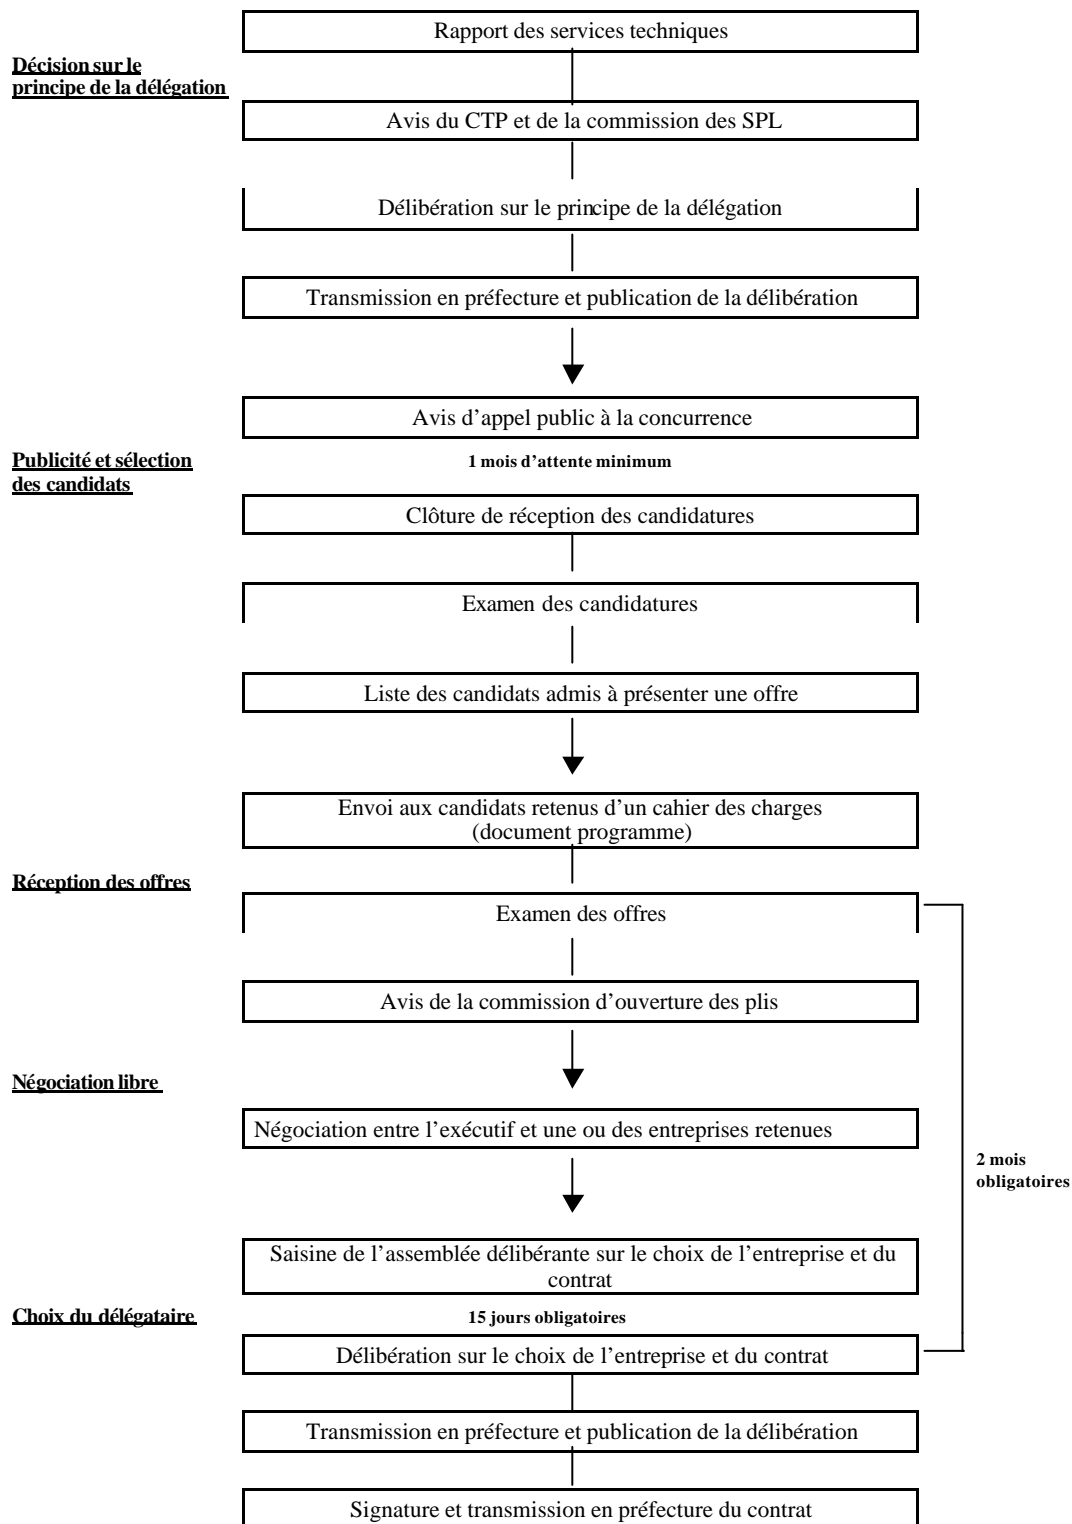 Rapport des services techniques
Décision sur le
principe de la délégation
Avis du CTP et de la commission des SPL
Délibération sur le principe de la délégation
Transmission en préfecture et publication de la délibération
Avis d’appel public à la concurrence
Publicité et sélection
des candidats
1 mois d’attente minimum
Clôture de réception des candidatures
Examen des candidatures
Liste des candidats admis à présenter une offre
Envoi aux candidats retenus d’un cahier des charges
(document programme)
Réception des offres
Examen des offres
Avis de la commission d’ouverture des plis
Négociation libre
Négociation entre l’exécutif et une ou des entreprises retenues
2 mois
obligatoires
Saisine de l’assemblée délibérante sur le choix de l’entreprise et du
contrat
Choix du délégataire
15 jours obligatoires
Délibération sur le choix de l’entreprise et du contrat
Transmission en préfecture et publication de la délibération
Signature et transmission en préfecture du contrat